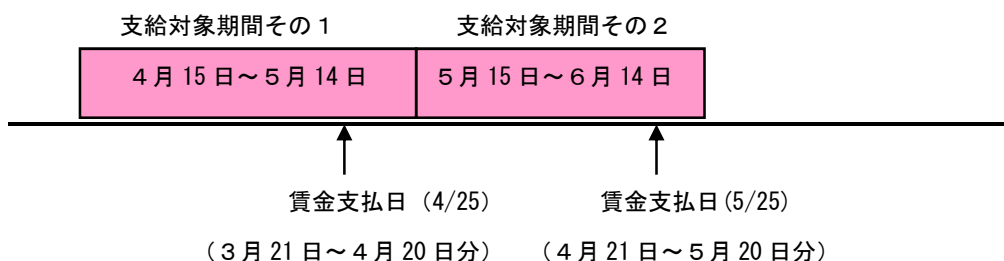 支給対象期間その１　支給対象期間その２
４月 15 日～５月 14 日　５月 15 日～６月 14 日
賃金支払日（4/25）　賃金支払日(5/25)
（３月 21 日～４月 20 日分）　（４月 21 日～５月 20 日分）